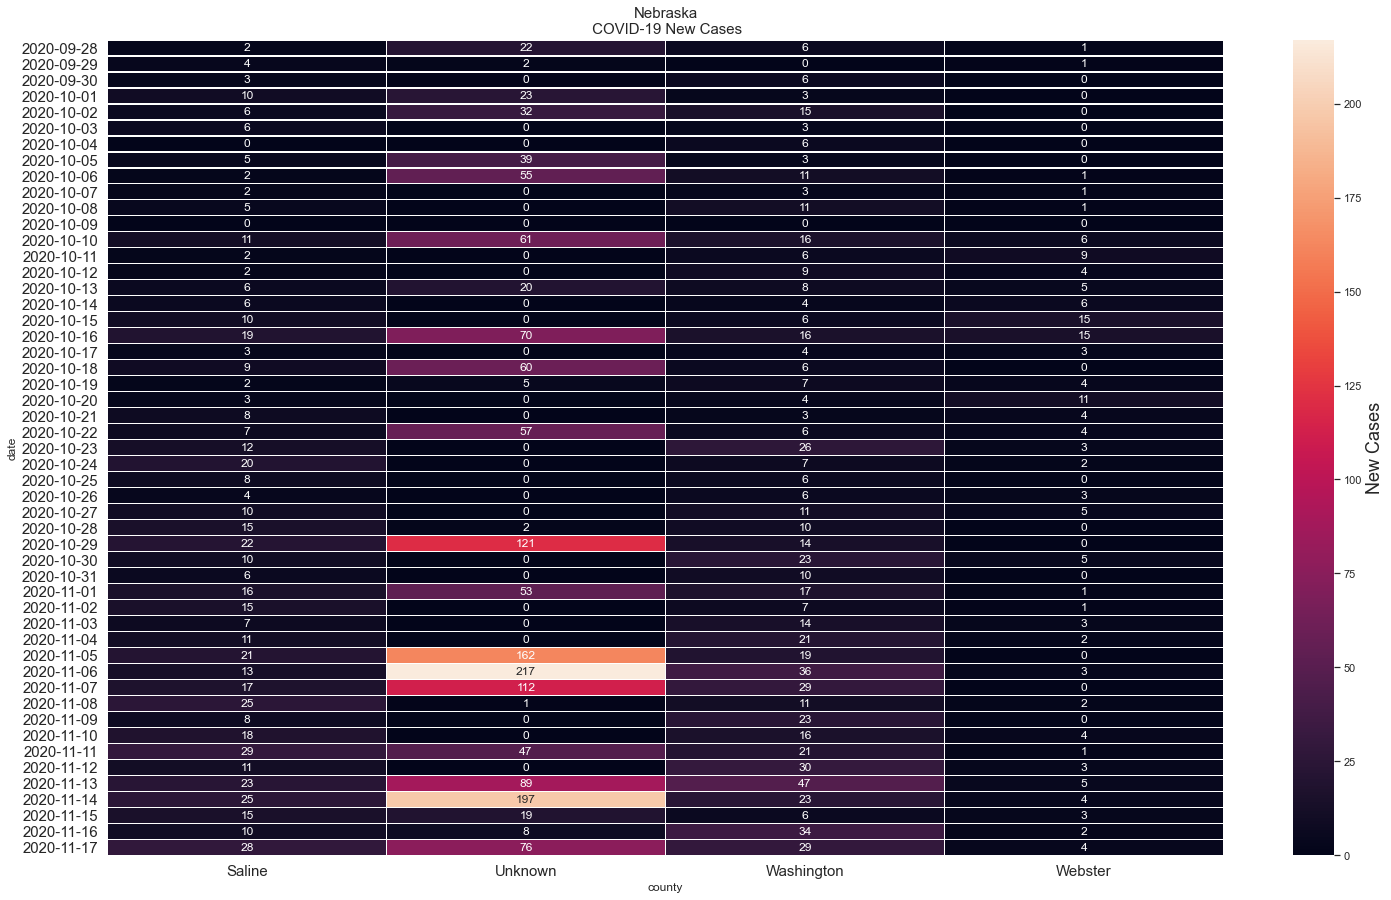 Nebraska
COVID-19 New Cases
2020-09-28 2 22 6 1
2020-09-29 4 2 0 1
2020-09-30 3 0 6 0
2020-10-01 10 23 3 0
2020-10-02 6 32 15 0
2020-10-03 6 0 3 0
2020-10-04 0 0 6 0
2020-10-05 5 39 3 0
2020-10-06 2 55 11 1
2020-10-07 2 0 3 1
2020-10-08 5 0 11 1
2020-10-09 0 0 0 0
2020-10-10 11 61 16 6
2020-10-11 2 0 6 9
2020-10-12 2 0 9 4
2020-10-13 6 20 8 5
2020-10-14 6 0 4 6
2020-10-15 10 0 6 15
2020-10-16 19 70 16 15
2020-10-17 3 0 4 3
2020-10-18 9 60 6 0
2020-10-19 2 5 7 4
2020-10-20 3 0 4 11
2020-10-21 8 0 3 4
2020-10-22 7 57 6 4
2020-10-23 12 0 26 3
2020-10-24 20 0 7 2
2020-10-25 8 0 6 0
2020-10-26 4 0 6 3
2020-10-27 10 0 11 5
2020-10-28 15 2 10 0
2020-10-29 22 121 14 0
2020-10-30 10 0 23 5
2020-10-31 6 0 10 0
2020-11-01 16 53 17 1
2020-11-02 15 0 7 1
2020-11-03 7 0 14 3
2020-11-04 11 0 21 2
2020-11-05 21 162 19 0
2020-11-06 13 217 36 3
2020-11-07 17 112 29 0
2020-11-08 25 1 11 2
2020-11-09 8 0 23 0
2020-11-10 18 0 16 4
2020-11-11 29 47 21 1
2020-11-12 11 0 30 3
2020-11-13 23 89 47 5
2020-11-14 25 197 23 4
2020-11-15 15 19 6 3
2020-11-16 10 8 34 2
2020-11-17 28 76 29 4
date
Saline Unknown Washington Webster
county
200
175
150
125
100
75
50
25
0
New Cases